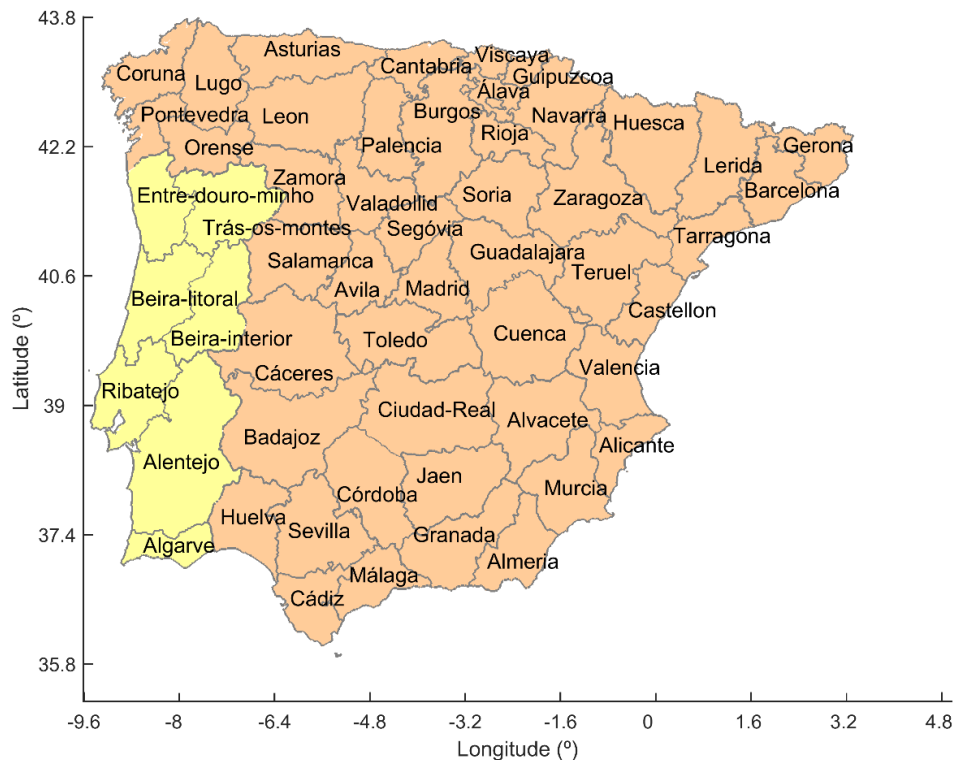 43.8
42.2
40.6
39
37.4
35.8
Latitude (º)
Coruna
Lugo
Asturias
Cantabria
Viscaya
Guipuzcoa
Álava
Pontevedra
Leon
Burgos
Navarra
Huesca
Orense
Palencia
Rioja
Lerida
Gerona
Entre-douro-minho
Zamora
Valladollid
Soria
Zaragoza
Barcelona
Trás-os-montes
Segóvia
Tarragona
Salamanca
Guadalajara
Teruel
Beira-litoral
Avila
Madrid
Castellon
Beira-interior
Toledo
Cuenca
Cáceres
Valencia
Ribatejo
Ciudad-Real
Alvacete
Badajoz
Alicante
Alentejo
Córdoba
Jaen
Murcia
Huelva
Sevilla
Granada
Algarve
Almería
Málaga
Cádiz
-9.6 -8 -6.4 -4.8 -3.2 -1.6 0 1.6 3.2 4.8
Longitude (º)